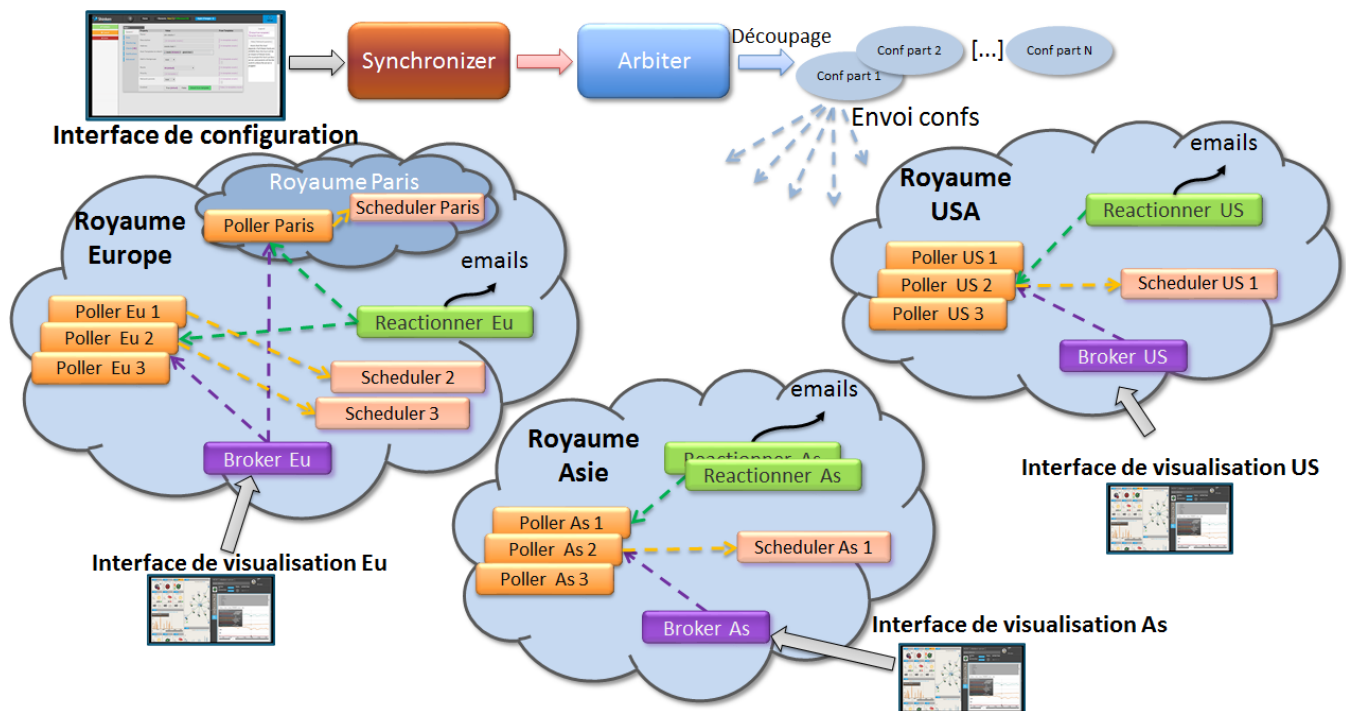 Synchronizer
Arbiter
Découpage
Conf part 1
Conf part 2
[...]
Conf part N
Envoi confs
Interface de configuration
Royaume Paris
Scheduler Paris
Poller Paris
Royaume
Europe
emails
Poller Eu 1
Poller Eu 2
Poller Eu 3
Reactionner Eu
Scheduler 2
Scheduler 3
Broker Eu
Interface de visualisation Eu
Royaume
Asie
emails
Reactionner As
Reactionner As
Poller As 1
Poller As 2
Poller As 3
Scheduler As 1
Broker As
Interface de visualisation As
Royaume
USA
emails
Reactionner US
Poller US 1
Poller US 2
Poller US 3
Scheduler US 1
Broker US
Interface de visualisation US